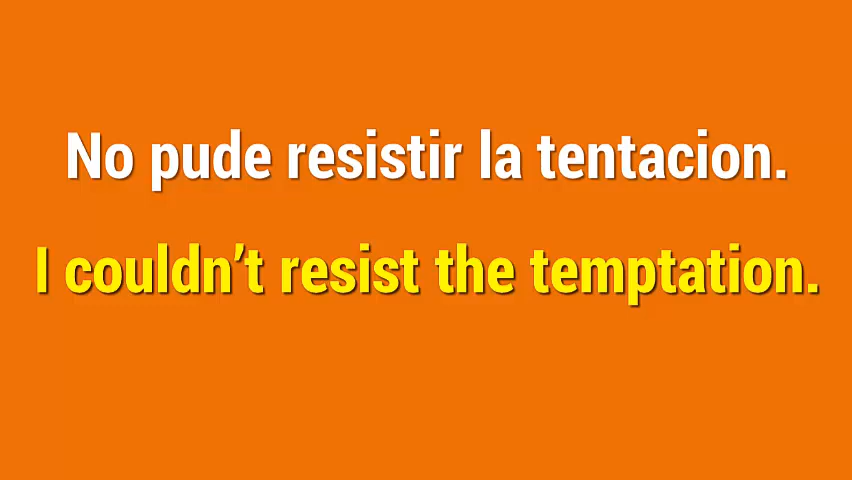 No pude resistir la tentacion.
I couldn’t resist the temptation.